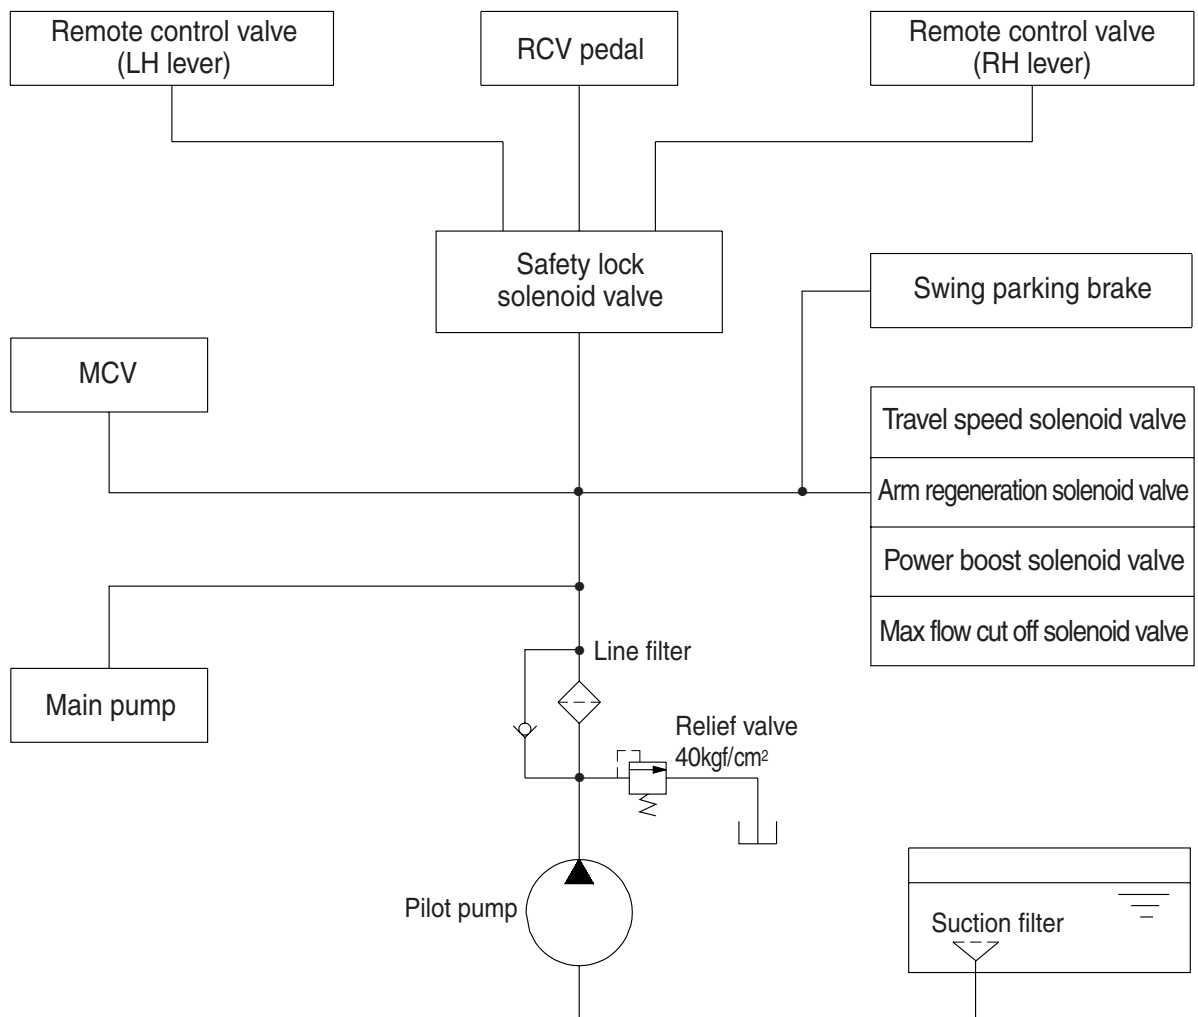 Remote control valve
(LH lever)
RCV pedal
Remote control valve
(RH lever)
Safety lock
solenoid valve
Swing parking brake
MCV
Travel speed solenoid valve
Arm regeneration solenoid valve
Power boost solenoid valve
Max flow cut off solenoid valve
Line filter
Main pump
Relief valve
40kgf/cm²
Pilot pump
Suction filter